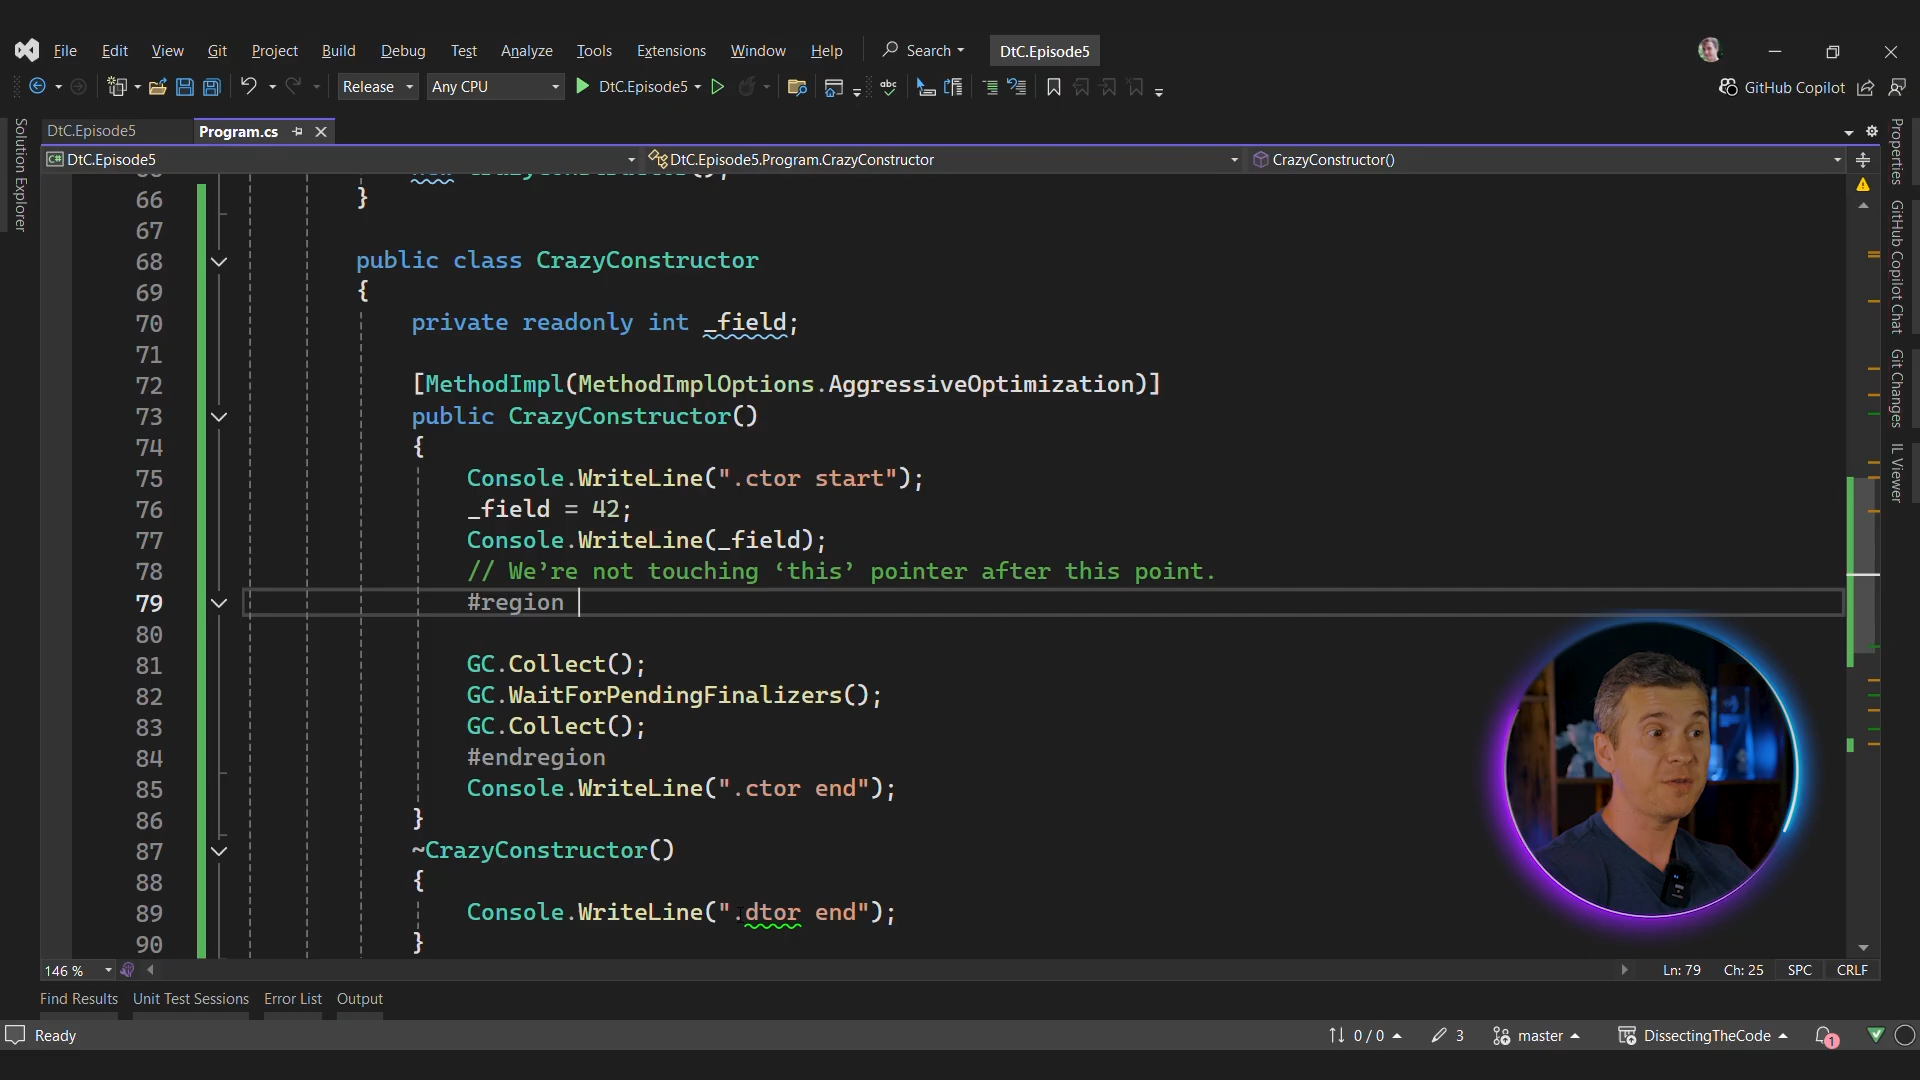 File Edit View Git Project Build Debug Test Analyze Tools Extensions Window Help Search DtC.Episode5
Release Any CPU DtC.Episode5 abc GitHub Copilot
DtC.Episode5 Program.cs
C# DtC.Episode5 DtC.Episode5.Program.CrazyConstructor CrazyConstructor()
Solution Explorer
66 }
67
68 public class CrazyConstructor
69 {
70 private readonly int _field;
71
72 [MethodImpl(MethodImplOptions.AggressiveOptimization)]
73 public CrazyConstructor()
74 {
75 Console.WriteLine(".ctor start");
76 _field = 42;
77 Console.WriteLine(_field);
78 // We’re not touching ‘this’ pointer after this point.
79 #region
80
81 GC.Collect();
82 GC.WaitForPendingFinalizers();
83 GC.Collect();
84 #endregion
85 Console.WriteLine(".ctor end");
86 }
87 ~CrazyConstructor()
88 {
89 Console.WriteLine(".dtor end");
90 }
Properties
GitHub Copilot Chat
Git Changes
IL Viewer
146 % Ln: 79 Ch: 25 SPC CRLF
Find Results Unit Test Sessions Error List Output
Ready 0 / 0 3 master DissectingTheCode 1